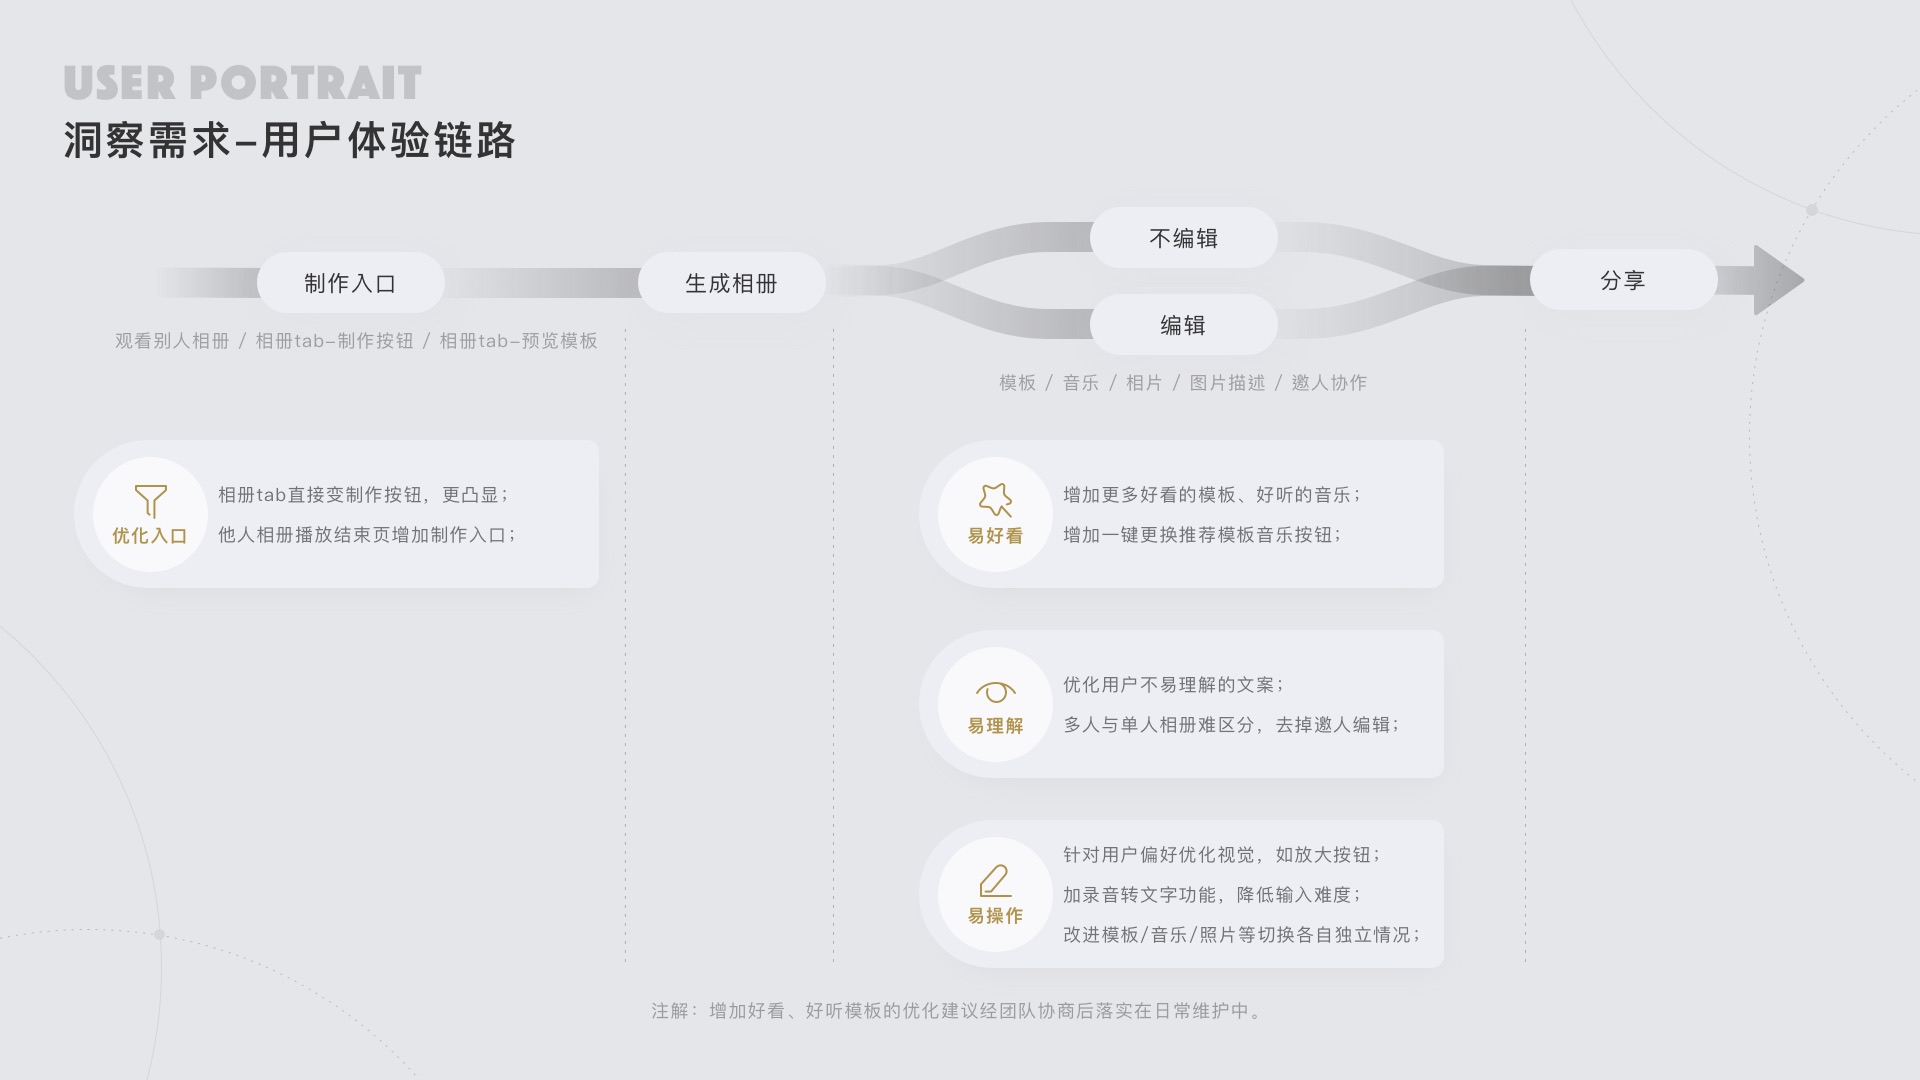 USER PORTRAIT
洞察需求–用户体验链路
制作入口
生成相册
不编辑
编辑
分享
观看别人相册 / 相册tab–制作按钮 / 相册tab–预览模板
模板 / 音乐 / 相片 / 图片描述 / 邀人协作
优化入口
相册tab直接变制作按钮，更凸显；
他人相册播放结束页增加制作入口；
易好看
增加更多好看的模板、好听的音乐；
增加一键更换推荐模板音乐按钮；
易理解
优化用户不易理解的文案；
多人与单人相册难区分，去掉邀人编辑；
易操作
针对用户偏好优化视觉，如放大按钮；
加录音转文字功能，降低输入难度；
改进模板/音乐/照片等切换各自独立情况；
注解：增加好看、好听模板的优化建议经团队协商后落实在日常维护中。